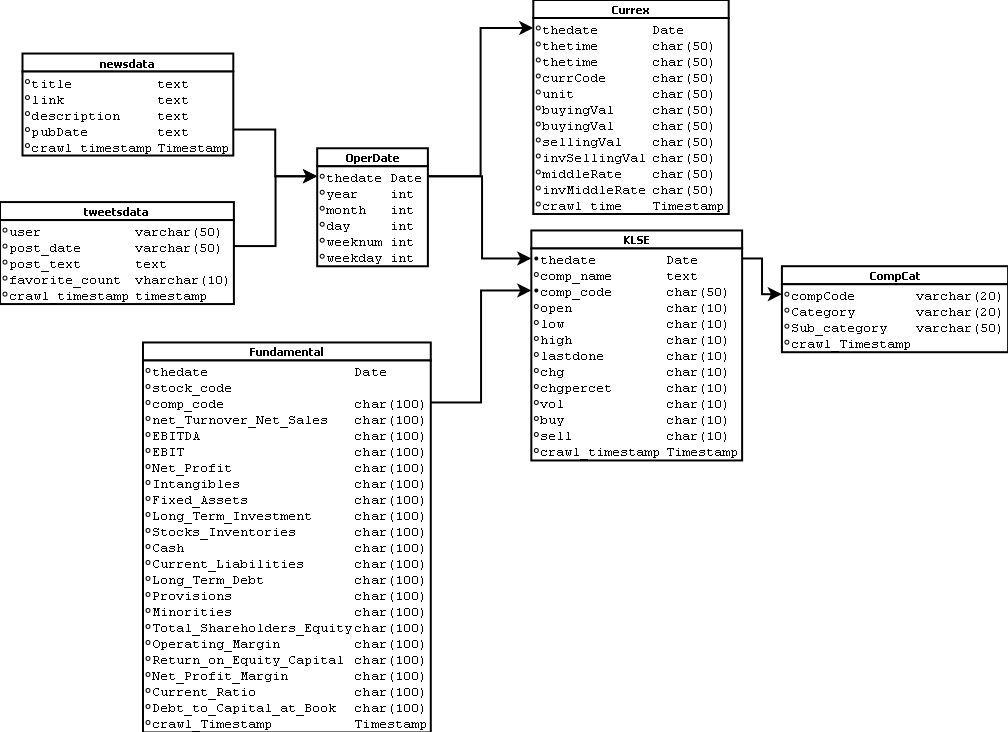 newsdata
title text
link text
description text
pubDate text
crawl_timestamp Timestamp
tweetsdata
user varchar(50)
post_date varchar(50)
post_text text
favorite_count vharchar(10)
crawl_timestamp timestamp
OperDate
thedate Date
year int
month int
day int
weeknum int
weekday int
Currex
thedate Date
thetime char(50)
thetime char(50)
currCode char(50)
unit char(50)
buyingVal char(50)
buyingVal char(50)
sellingVal char(50)
invSellingVal char(50)
middleRate char(50)
invMiddleRate char(50)
crawl_time Timestamp
KLSE
thedate Date
comp_name text
comp_code char(50)
open char(10)
low char(10)
high char(10)
lastdone char(10)
chg char(10)
chgpercet char(10)
vol char(10)
buy char(10)
sell char(10)
crawl_timestamp Timestamp
CompCat
compCode varchar(20)
Category varchar(20)
Sub_category varchar(50)
crawl_Timestamp
Fundamental
thedate Date
stock_code
comp_code char(100)
net_Turnover_Net_Sales char(100)
EBITDA char(100)
EBIT char(100)
Net_Profit char(100)
Intangibles char(100)
Fixed_Assets char(100)
Long_Term_Investment char(100)
Stocks_Inventories char(100)
Cash char(100)
Current_Liabilities char(100)
Long_Term_Debt char(100)
Provisions char(100)
Minorities char(100)
Total_Shareholders_Equity char(100)
Operating_Margin char(100)
Return_on_Equity_Capital char(100)
Net_Profit_Margin char(100)
Current_Ratio char(100)
Debt_to_Capital_at_Book char(100)
crawl_Timestamp Timestamp